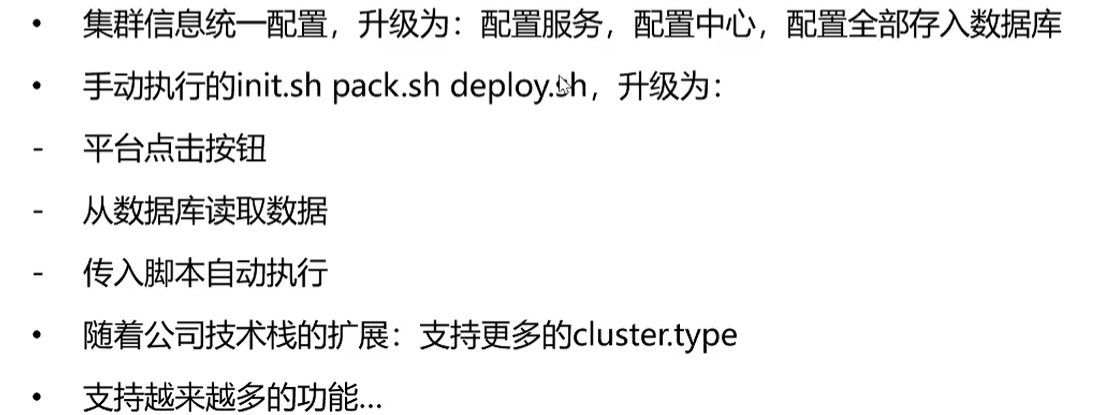 • 集群信息统一配置，升级为：配置服务，配置中心，配置全部存入数据库
• 手动执行的init.sh pack.sh deploy.sh，升级为：
- 平台点击按钮
- 从数据库读取数据
- 传入脚本自动执行
• 随着公司技术栈的扩展：支持更多的cluster.type
• 支持越来越多的功能...